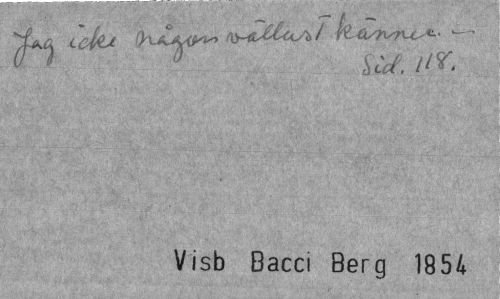 Jag icke någon vällust känner. –
Sid. 118.
Visb Bacci Berg 1854